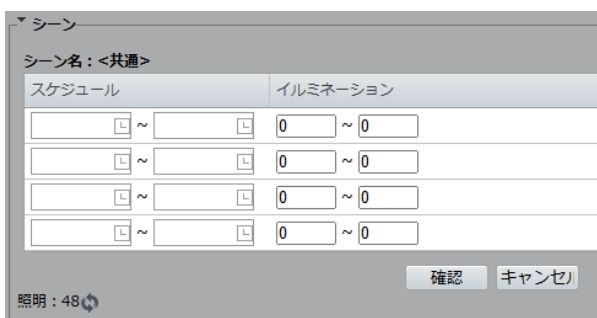 シーン
シーン名：<共通>
スケジュール イルミネーション
~ 0 ~ 0
~ 0 ~ 0
~ 0 ~ 0
~ 0 ~ 0
確認 キャンセル
照明：48